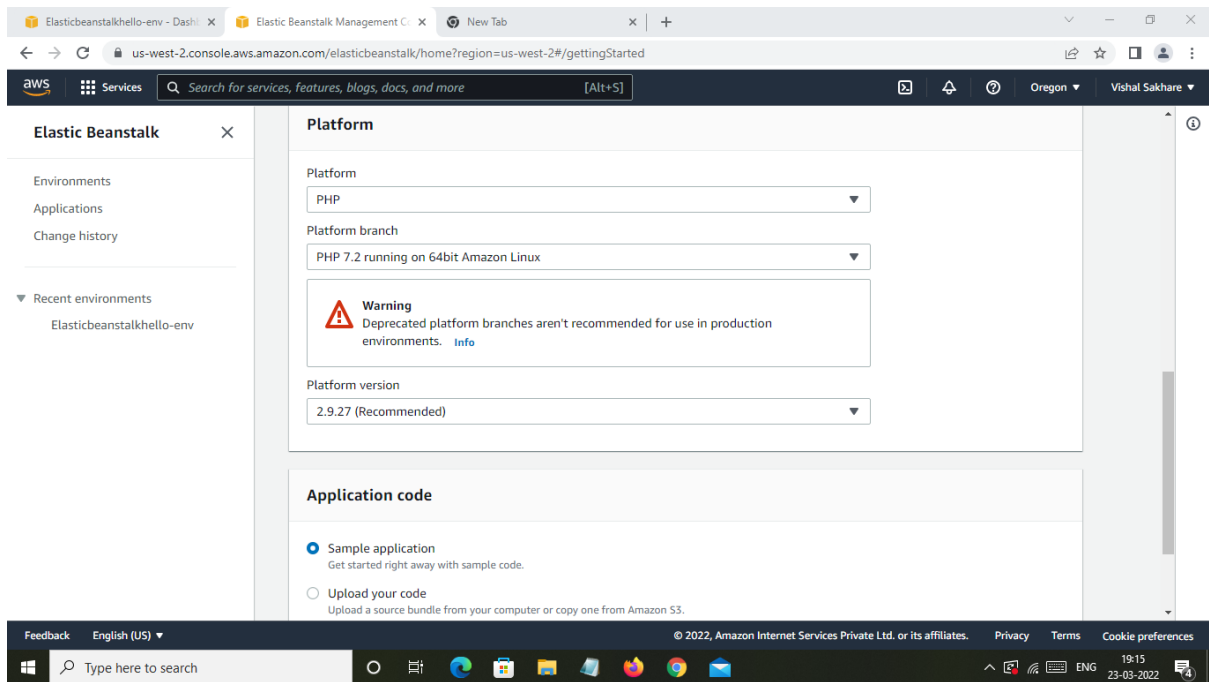 Elasticbeanstalkhello-env - Dash
Elastic Beanstalk Management C
New Tab
us-west-2.console.aws.amazon.com/elasticbeanstalk/home?region=us-west-2#/gettingStarted
aws
Services
Search for services, features, blogs, docs, and more
[Alt+S]
Oregon
Vishal Sakhare
Elastic Beanstalk
Environments
Applications
Change history
Recent environments
Elasticbeanstalkhello-env
Platform
Platform
PHP
Platform branch
PHP 7.2 running on 64bit Amazon Linux
Warning
Deprecated platform branches aren't recommended for use in production
environments. Info
Platform version
2.9.27 (Recommended)
Application code
Sample application
Get started right away with sample code.
Upload your code
Upload a source bundle from your computer or copy one from Amazon S3.
Feedback
English (US)
© 2022, Amazon Internet Services Private Ltd. or its affiliates.
Privacy
Terms
Cookie preferences
Type here to search
ENG
19:15
23-03-2022
4